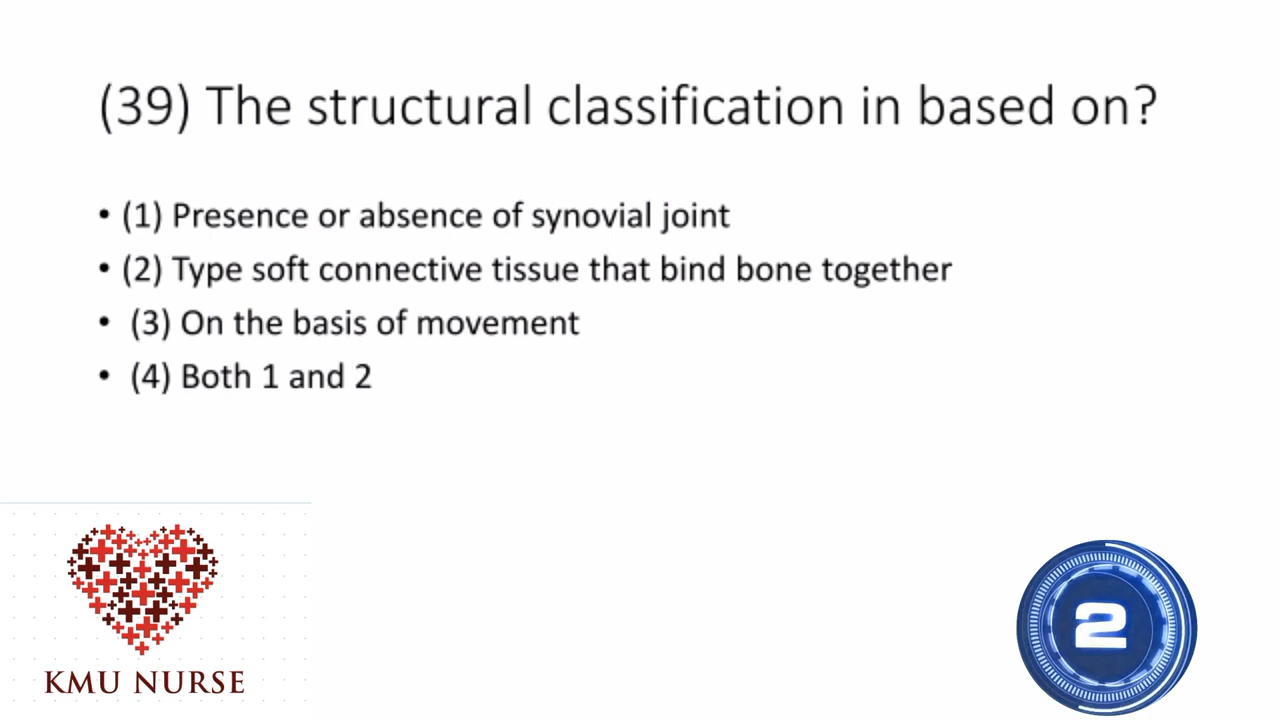 (39) The structural classification in based on?
• (1) Presence or absence of synovial joint
• (2) Type soft connective tissue that bind bone together
• (3) On the basis of movement
• (4) Both 1 and 2
KMU NURSE
2